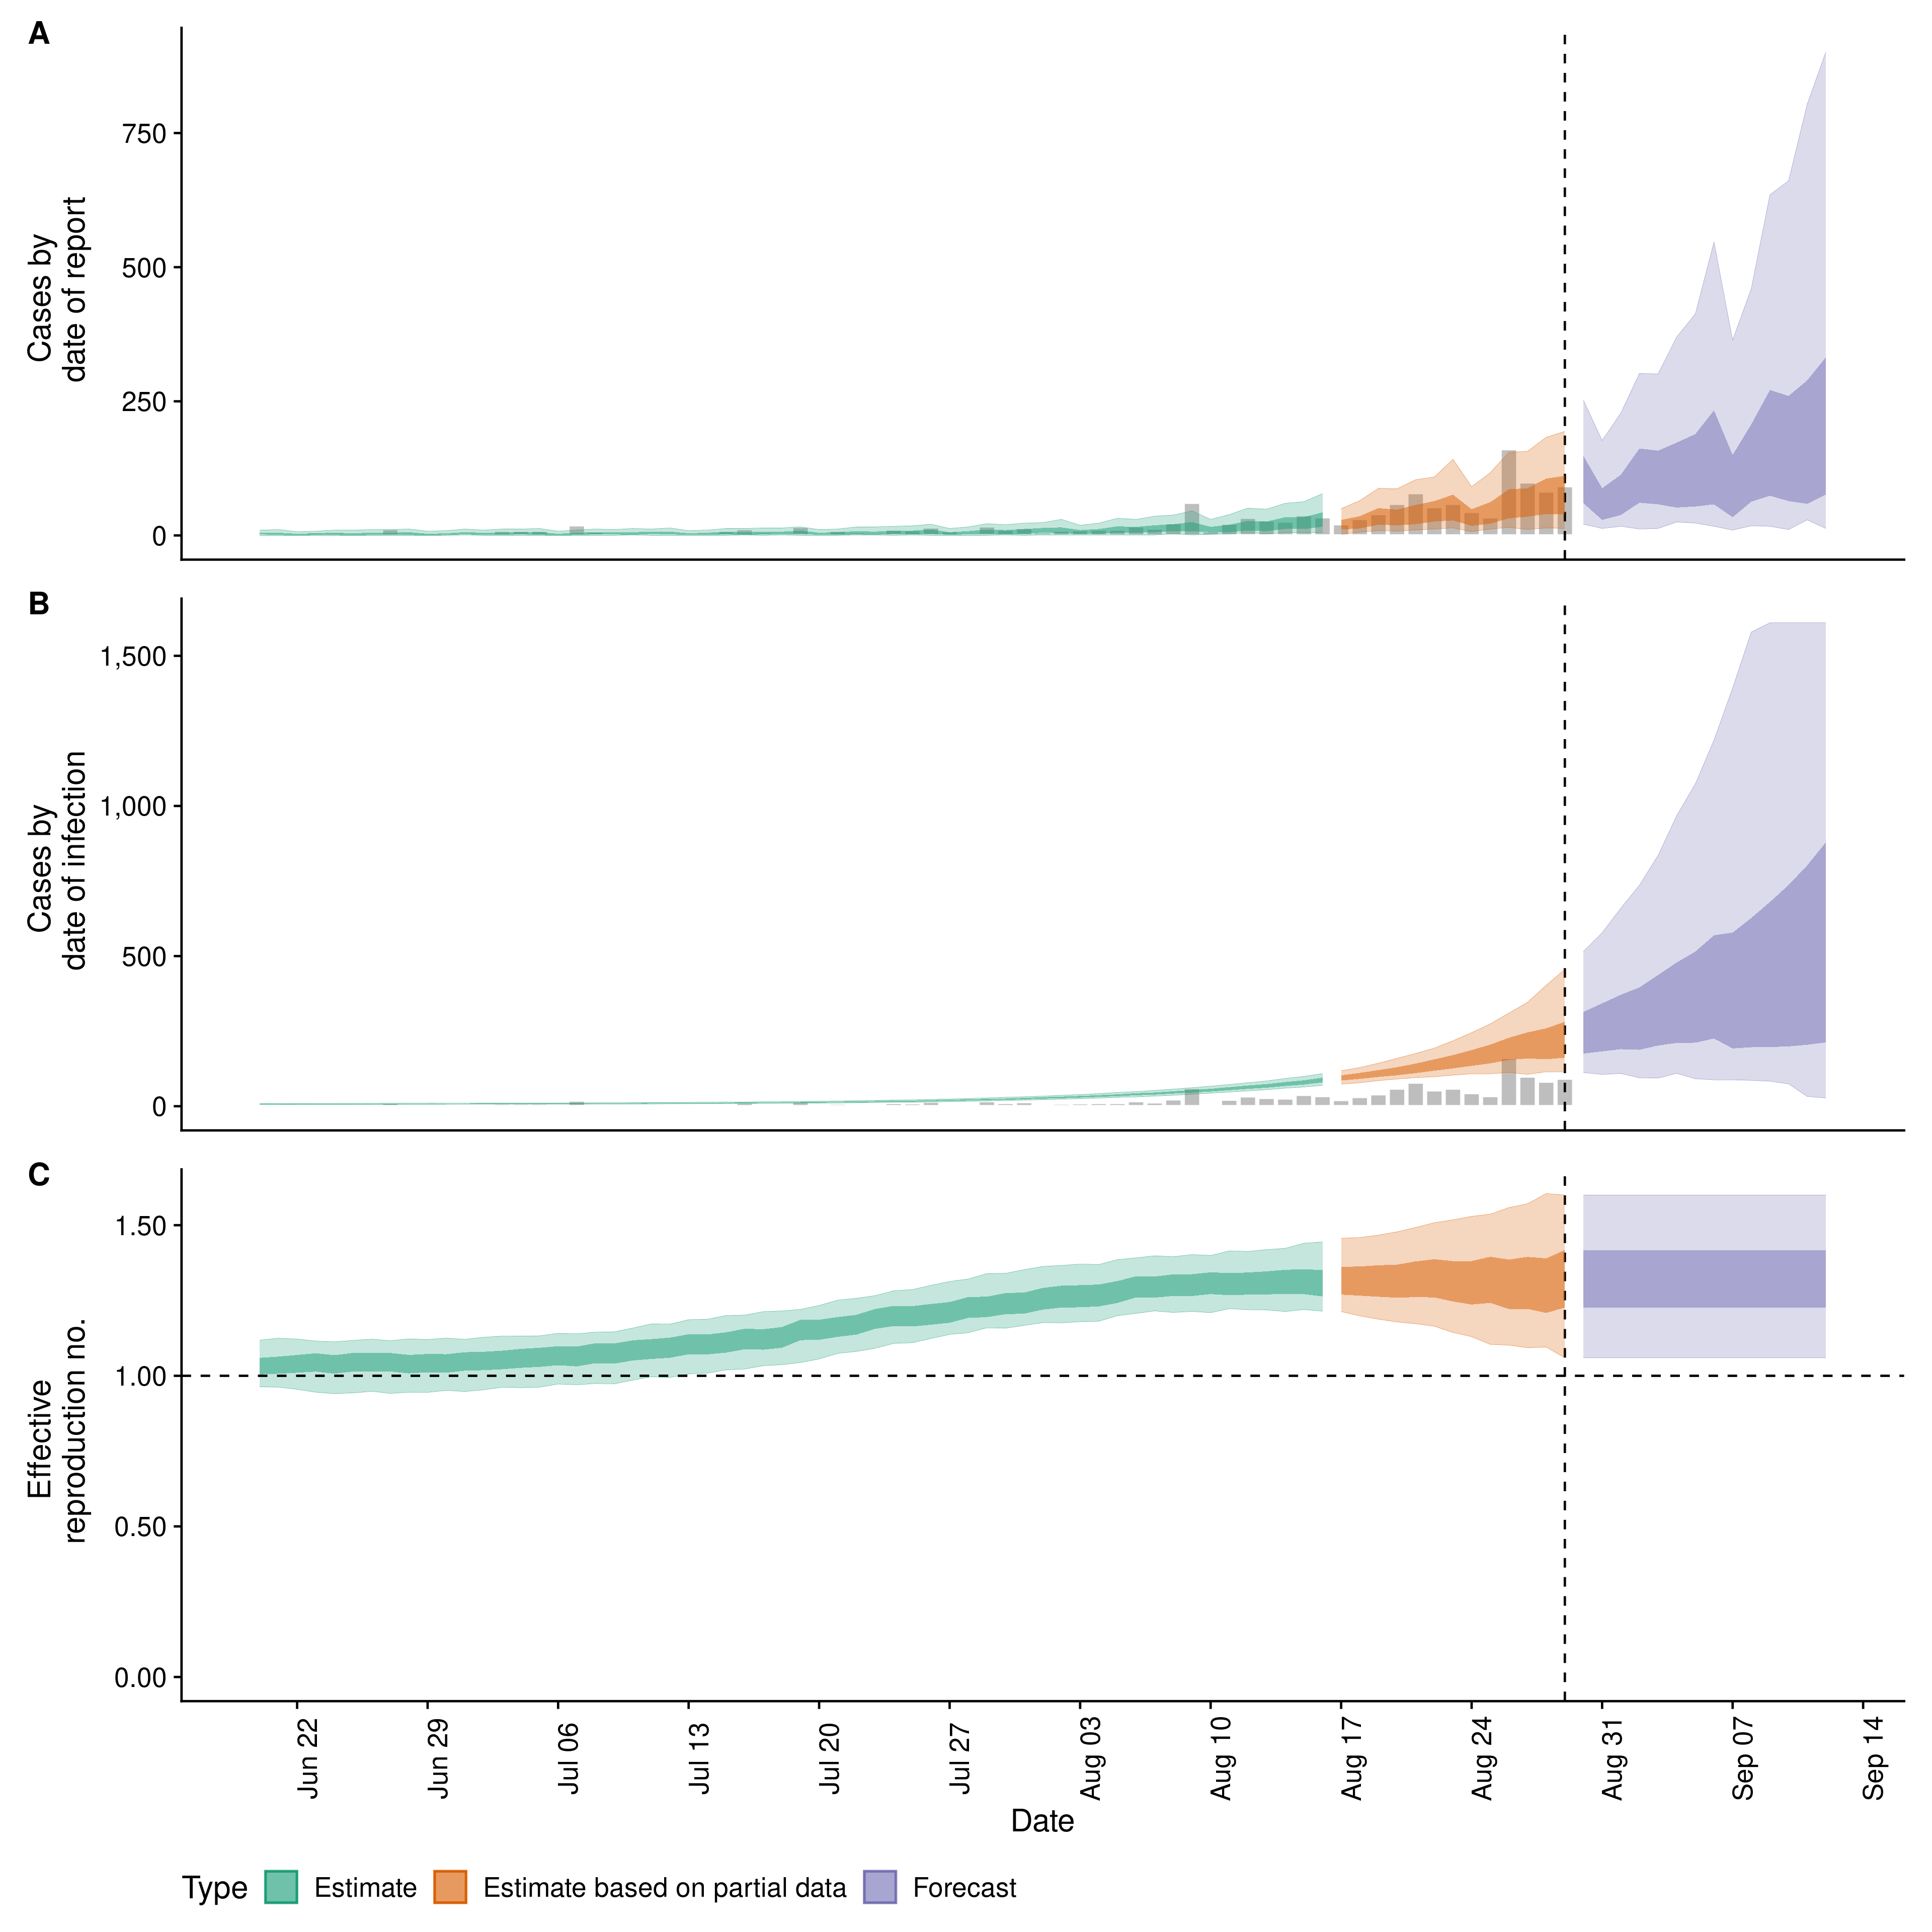 A
Cases by
date of report
750
500
250
0
B
Cases by
date of infection
1,500
1,000
500
0
C
Effective
reproduction no.
1.50
1.00
0.50
0.00
Jun 22
Jun 29
Jul 06
Jul 13
Jul 20
Jul 27
Aug 03
Aug 10
Aug 17
Aug 24
Aug 31
Sep 07
Sep 14
Date
Type Estimate Estimate based on partial data Forecast